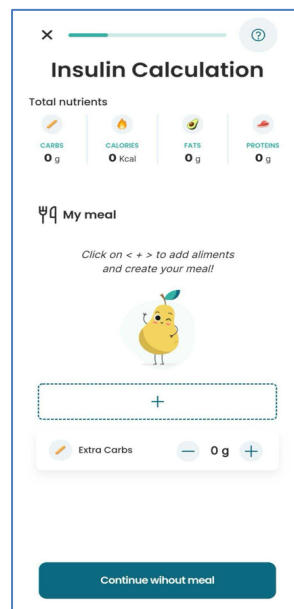 Insulin Calculation
Total nutrients
CARBS CALORIES FATS PROTEINS
0 g 0 Kcal 0 g 0 g
My meal
Click on < + > to add aliments
and create your meal!
+
Extra Carbs — 0 g +
Continue wihout meal